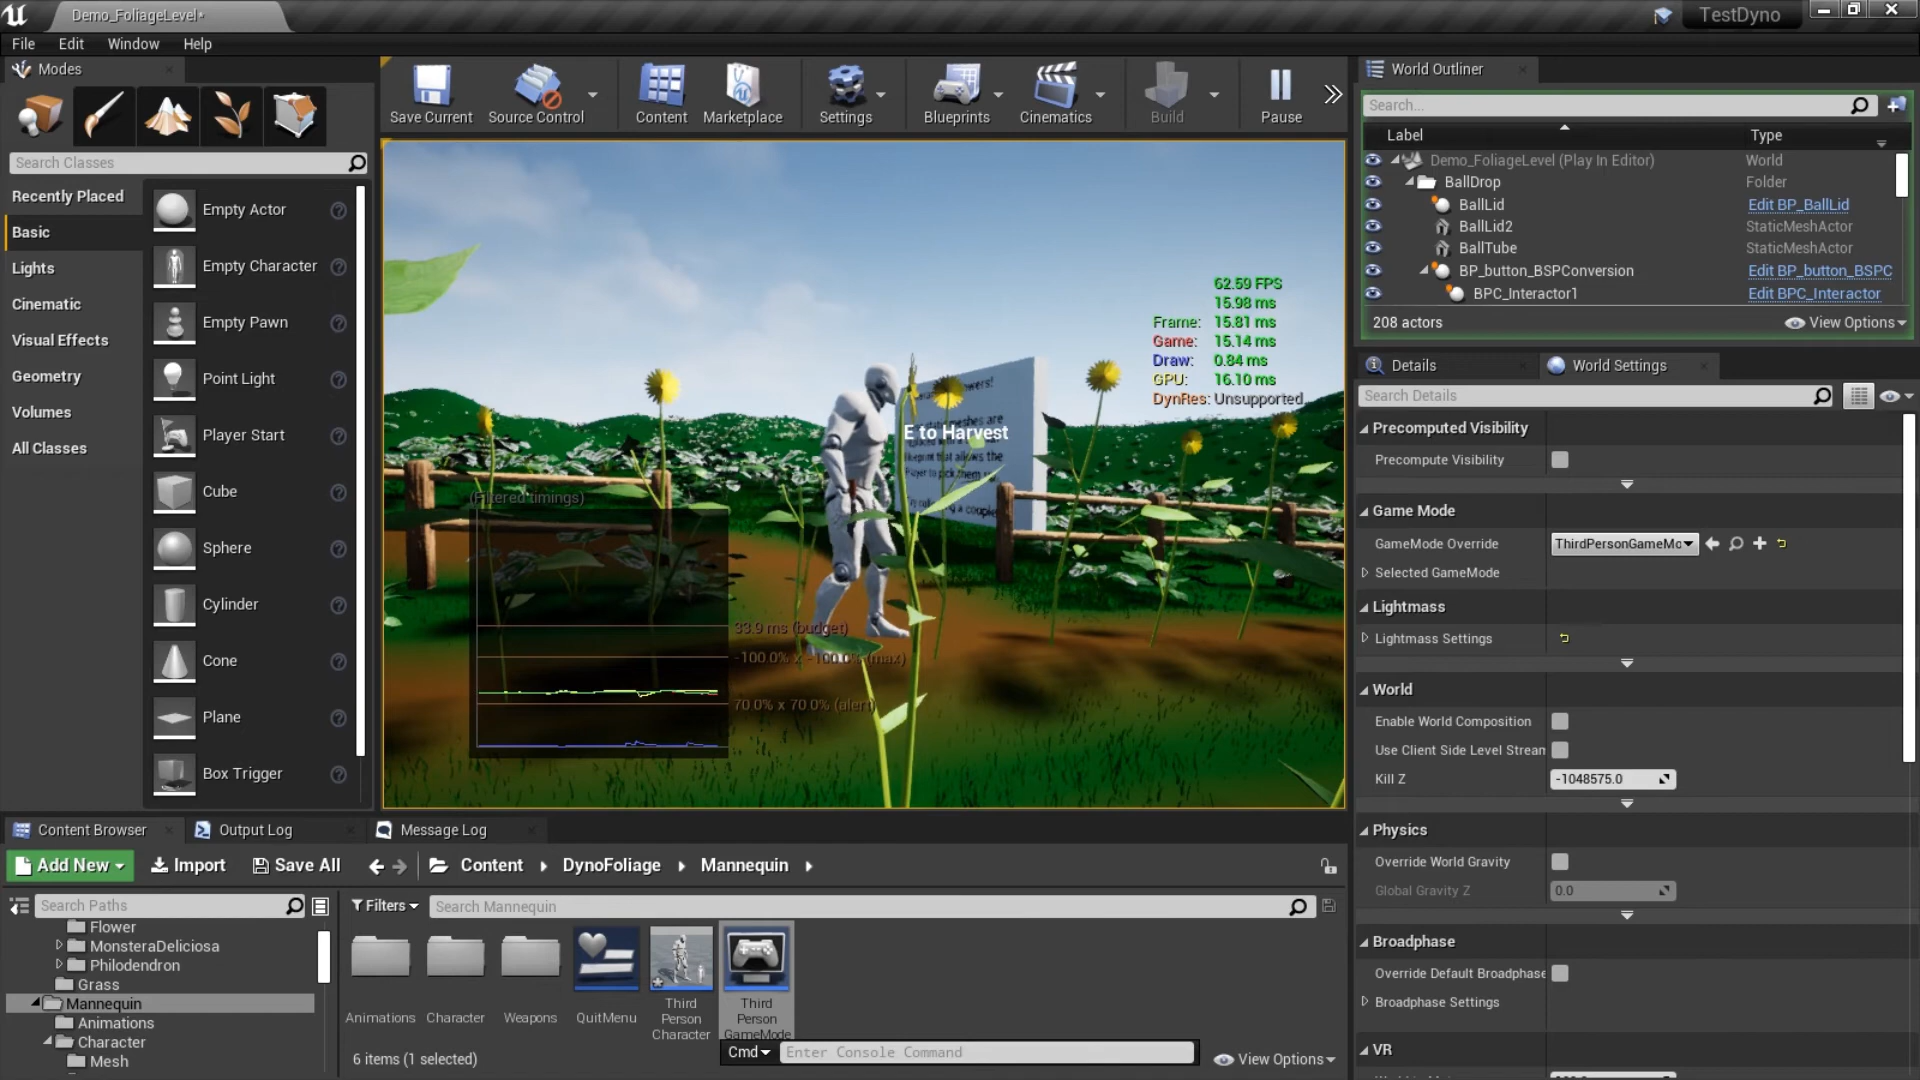 Demo_FoliageLevel*
TestDyno
File Edit Window Help
Modes
Search Classes
Recently Placed
Basic
Lights
Cinematic
Visual Effects
Geometry
Volumes
All Classes
Empty Actor
Empty Character
Empty Pawn
Point Light
Player Start
Cube
Sphere
Cylinder
Cone
Plane
Box Trigger
Save Current
Source Control
Content
Marketplace
Settings
Blueprints
Cinematics
Build
Pause
62.59 FPS
15.98 ms
Frame: 15.81 ms
Game: 15.14 ms
Draw: 0.84 ms
GPU: 16.10 ms
DynRes: Unsupported
E to Harvest
meshes are
blueprint that allows the
Player to pick them
a couple
(Filtered timings)
33.9 ms (budget)
-100.0% x -100.0% (max)
70.0% x 70.0% (alert)
World Outliner
Search...
Label Type
Demo_FoliageLevel (Play In Editor) World
BallDrop Folder
BallLid Edit BP_BallLid
BallLid2 StaticMeshActor
BallTube StaticMeshActor
BP_button_BSPConversion Edit BP_button_BSPC
BPC_Interactor1 Edit BPC_Interactor
208 actors View Options
Details World Settings
Search Details
Precomputed Visibility
Precompute Visibility
Game Mode
GameMode Override ThirdPersonGameMo
Selected GameMode
Lightmass
Lightmass Settings
World
Enable World Composition
Use Client Side Level Stream
Kill Z -1048575.0
Physics
Override World Gravity
Global Gravity Z 0.0
Broadphase
Override Default Broadphase
Broadphase Settings
VR
Content Browser Output Log Message Log
Add New Import Save All Content DynoFoliage Mannequin
Search Paths
Flower
MonsteraDeliciosa
Philodendron
Grass
Mannequin
Animations
Character
Mesh
Filters Search Mannequin
Animations
Character
Weapons
QuitMenu
Third
Person
Character
Third
Person
GameMode
6 items (1 selected)
Cmd Enter Console Command
View Options